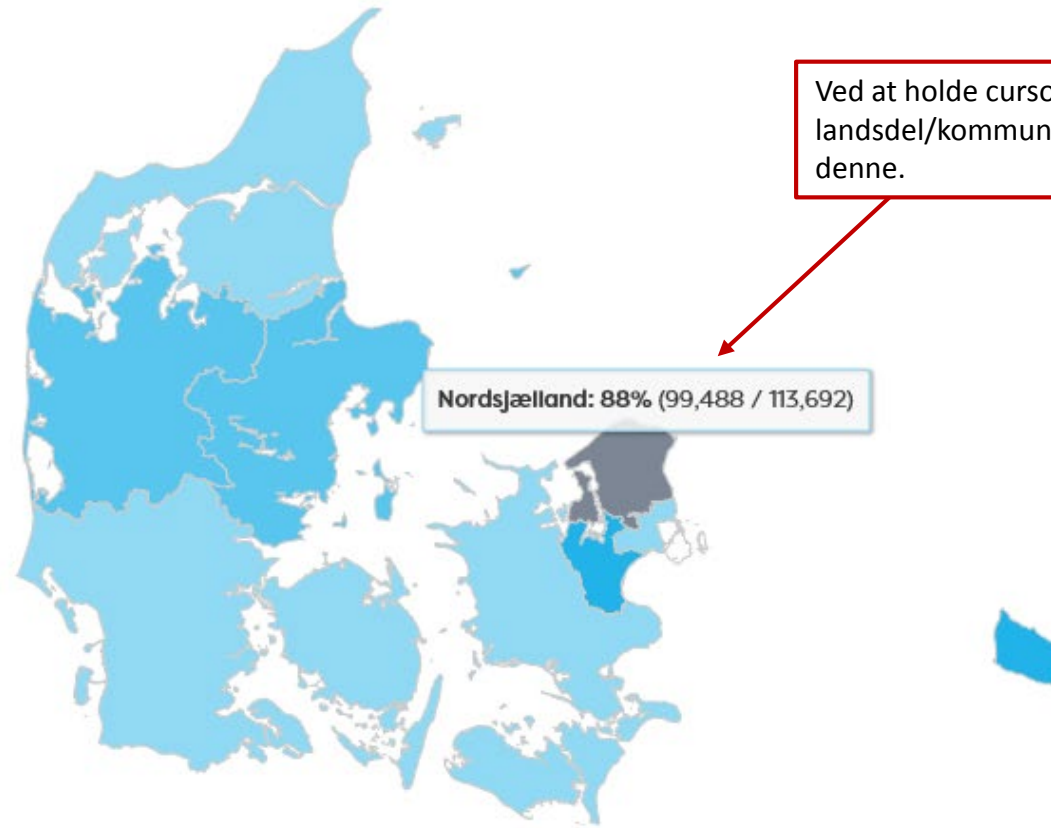 Ved at holde curso
landsdel/kommun
denne.
Nordsjælland: 88% (99,488 / 113,692)